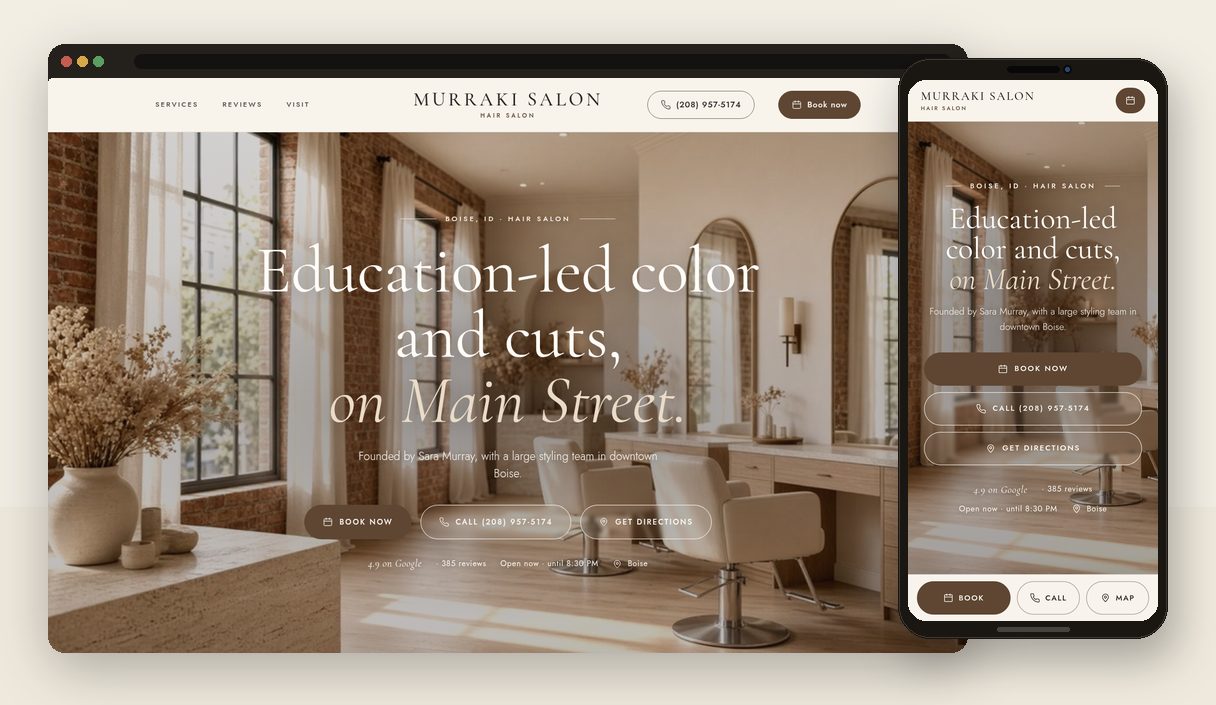 SERVICES REVIEWS VISIT
MURRAKI SALON
HAIR SALON
(208) 957-5174
Book now
BOISE, ID · HAIR SALON
Education-led color
and cuts,
on Main Street.
Founded by Sara Murray, with a large styling team in downtown
Boise.
BOOK NOW
CALL (208) 957-5174
GET DIRECTIONS
4.9 on Google · 385 reviews Open now · until 8:30 PM Boise
MURRAKI SALON
HAIR SALON
BOISE, ID · HAIR SALON
Education-led
color and cuts,
on Main Street.
Founded by Sara Murray, with a large styling team in
downtown Boise.
BOOK NOW
CALL (208) 957-5174
GET DIRECTIONS
4.9 on Google · 385 reviews
Open now · until 8:30 PM Boise
BOOK
CALL
MAP